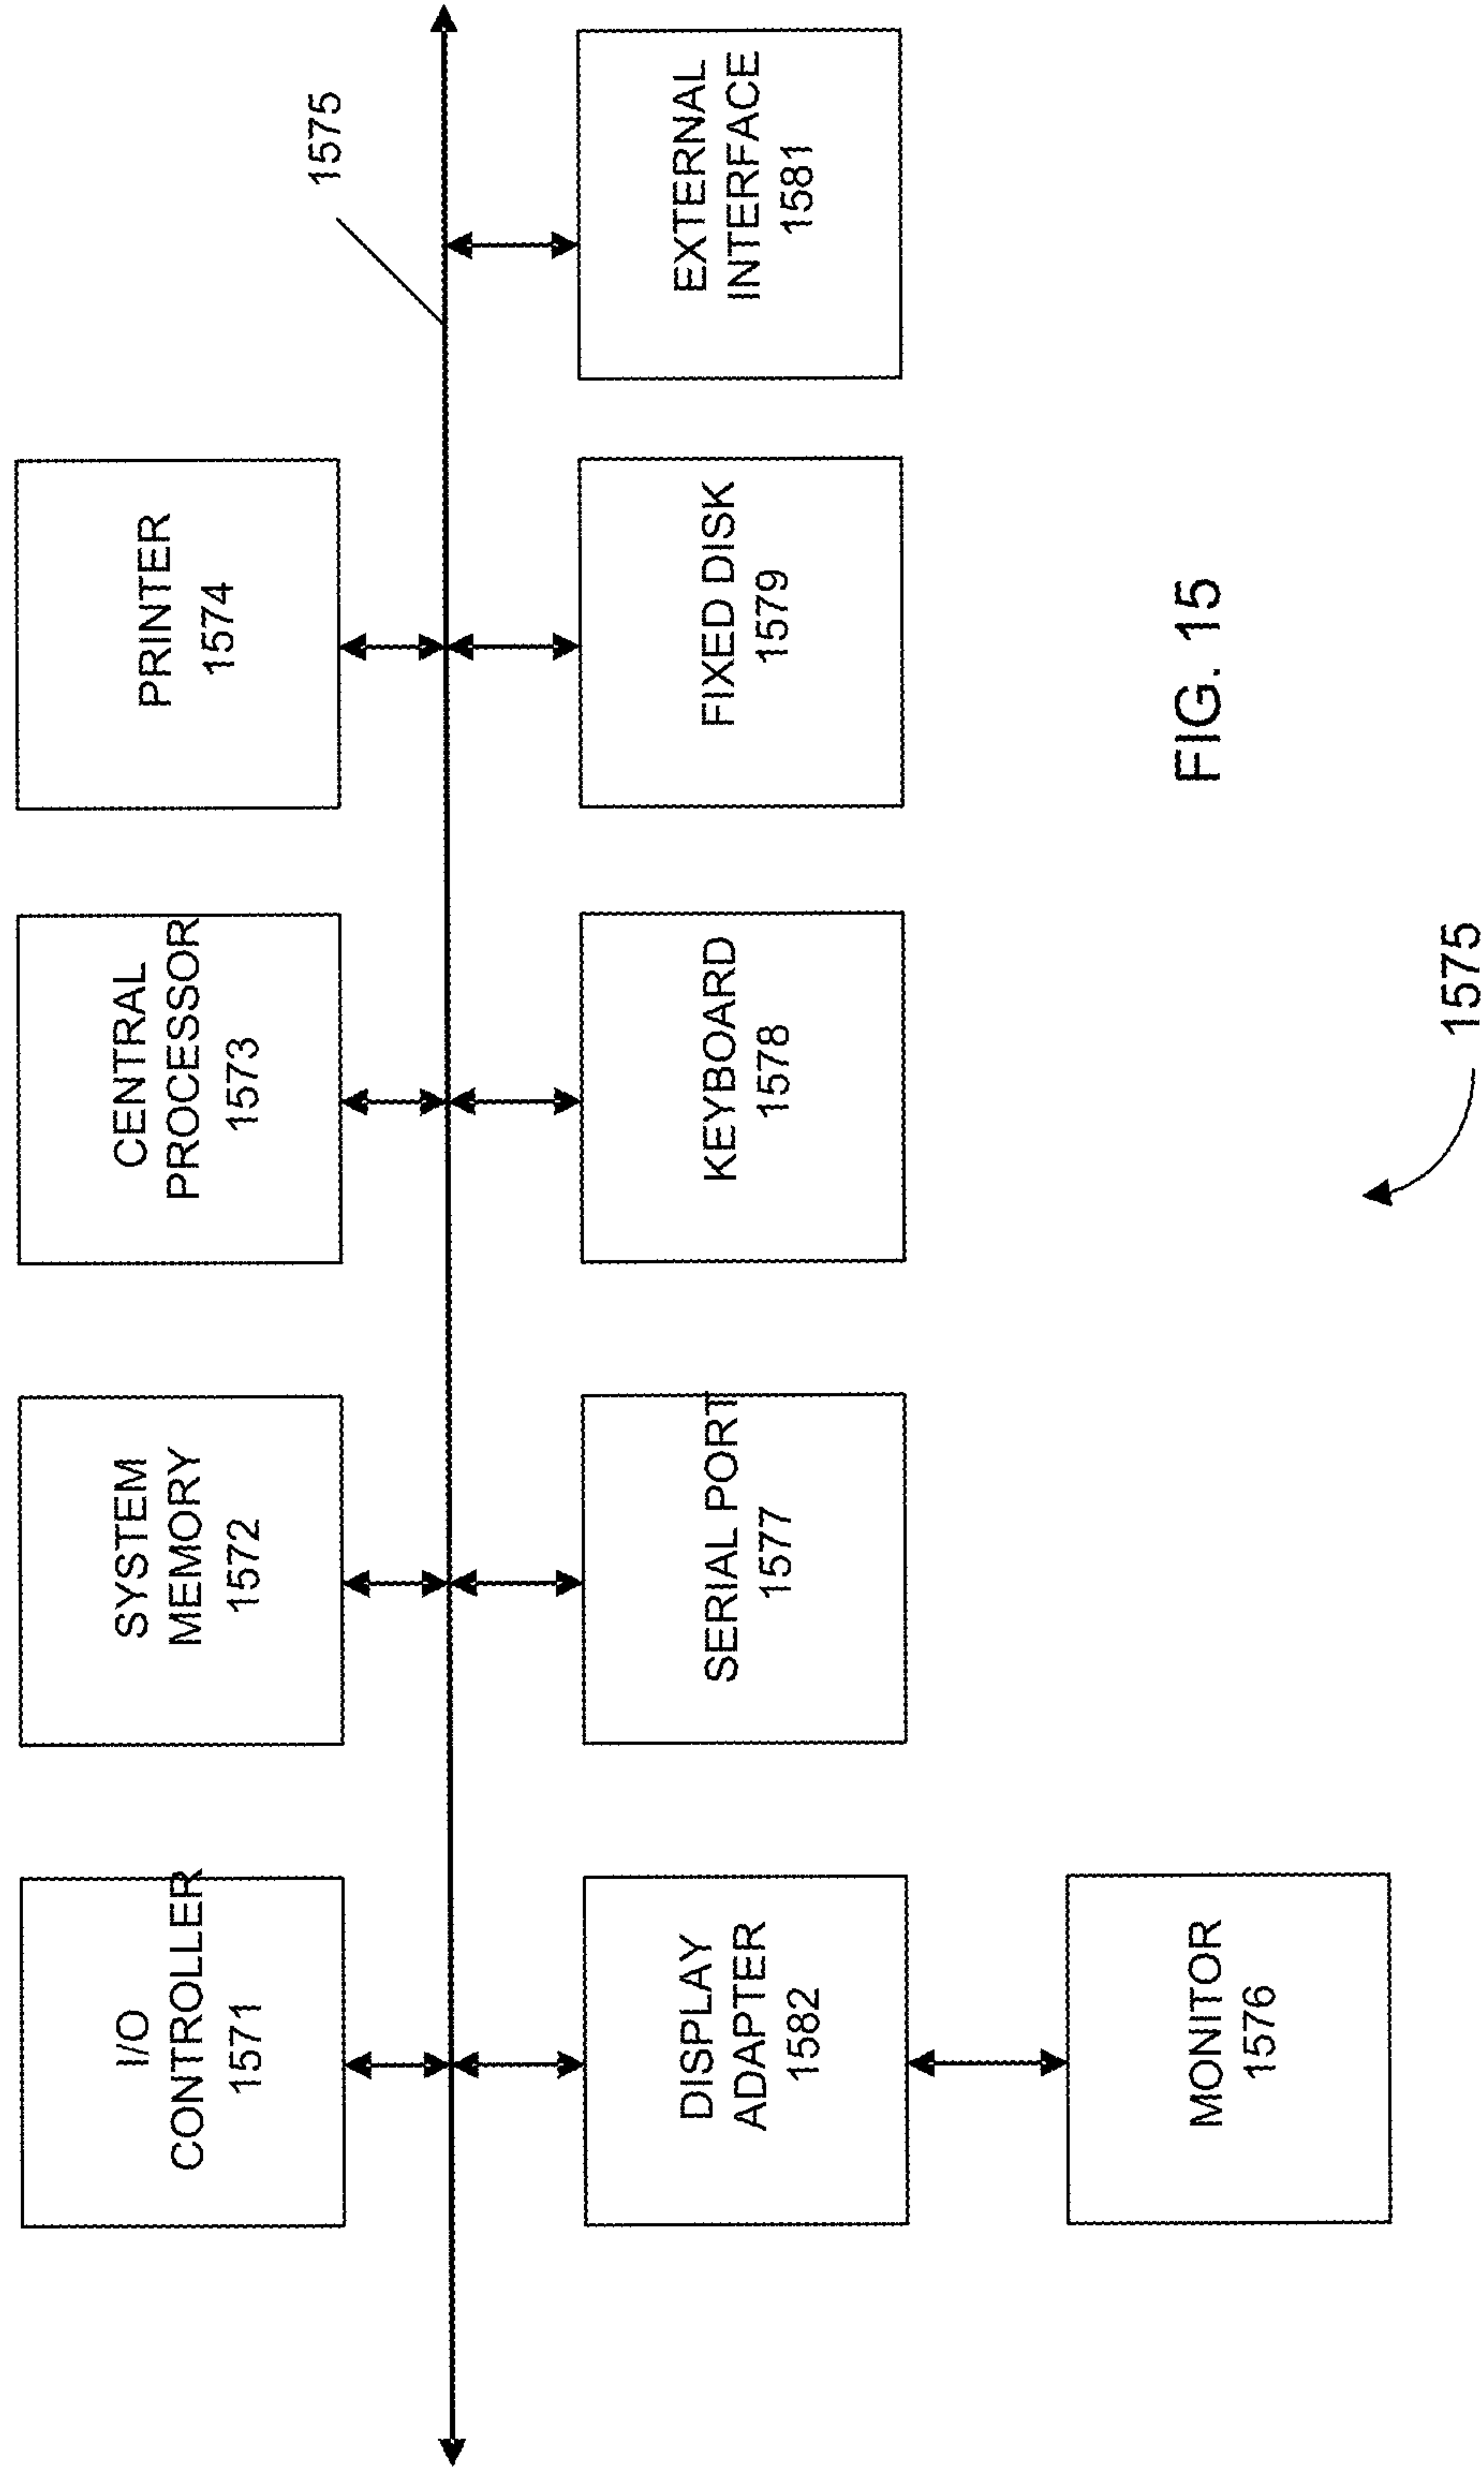 I/O
CONTROLLER
1571
SYSTEM
MEMORY
1572
CENTRAL
PROCESSOR
1573
PRINTER
1574
1575
DISPLAY
ADAPTER
1582
SERIAL PORT
1577
KEYBOARD
1578
FIXED DISK
1579
EXTERNAL
INTERFACE
1581
MONITOR
1576
FIG. 15
1575